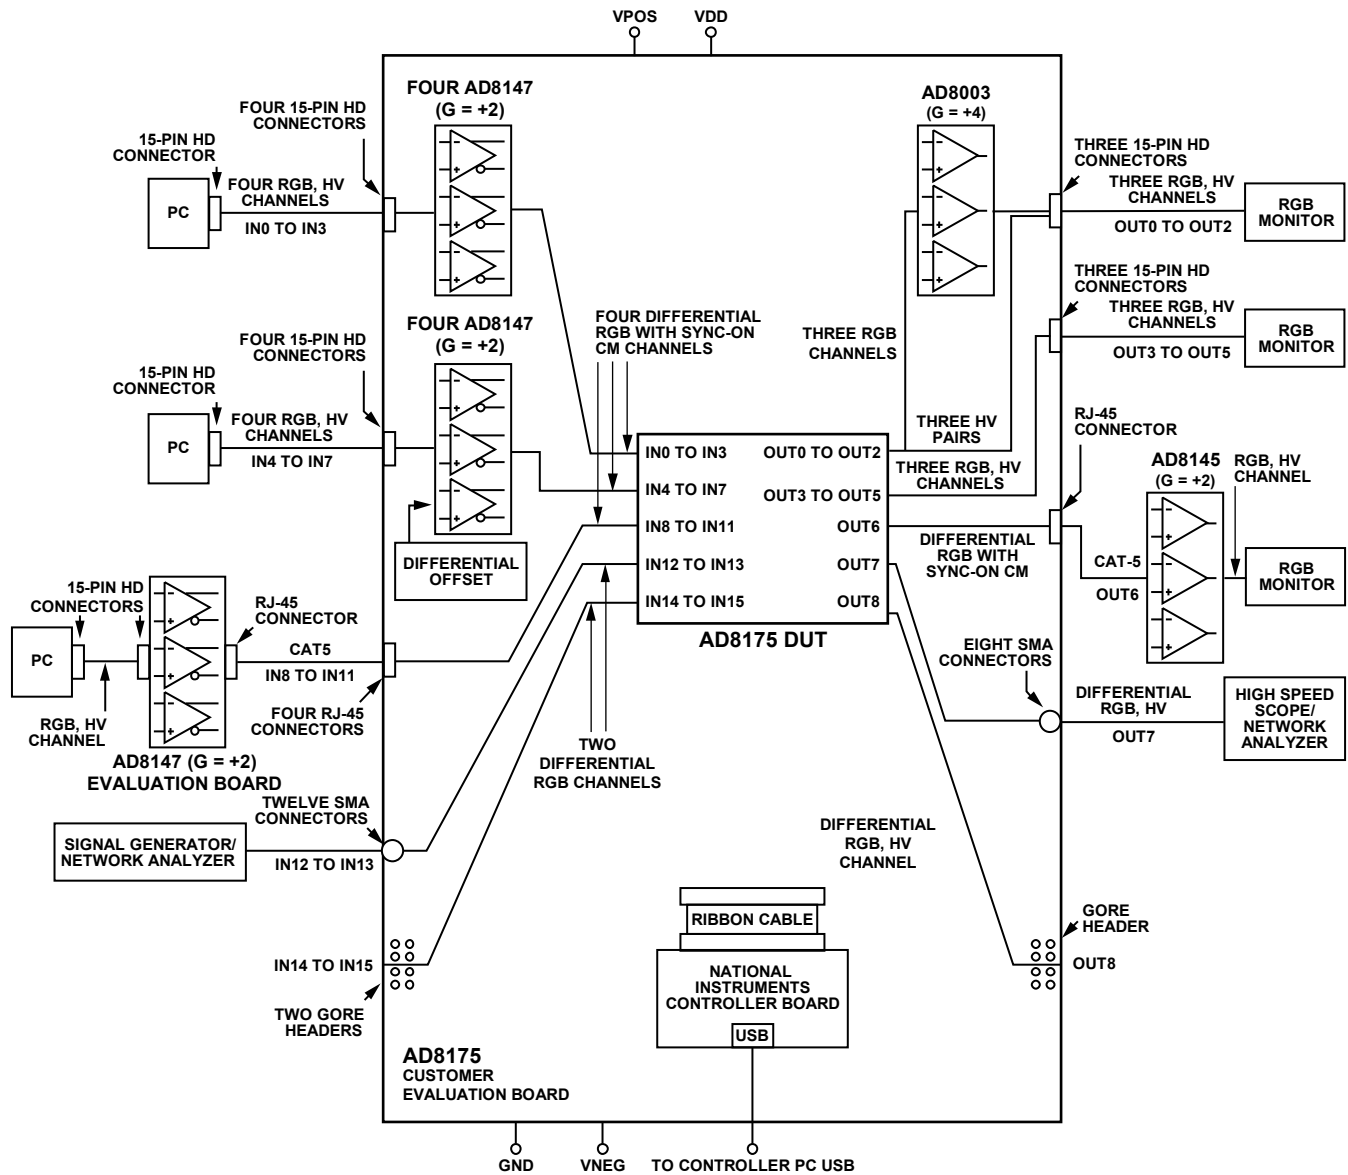 VPOS
VDD
FOUR AD8147
(G = +2)
FOUR 15-PIN HD
CONNECTORS
15-PIN HD
CONNECTOR
PC
FOUR RGB, HV
CHANNELS
IN0 TO IN3
FOUR AD8147
(G = +2)
FOUR 15-PIN HD
CONNECTORS
15-PIN HD
CONNECTOR
PC
FOUR RGB, HV
CHANNELS
IN4 TO IN7
DIFFERENTIAL
OFFSET
FOUR DIFFERENTIAL
RGB WITH SYNC-ON
CM CHANNELS
AD8003
(G = +4)
THREE 15-PIN HD
CONNECTORS
THREE RGB, HV
CHANNELS
OUT0 TO OUT2
RGB
MONITOR
THREE 15-PIN HD
CONNECTORS
THREE RGB, HV
CHANNELS
OUT3 TO OUT5
RGB
MONITOR
THREE RGB
CHANNELS
THREE HV
PAIRS
THREE RGB, HV
CHANNELS
IN0 TO IN3
IN4 TO IN7
IN8 TO IN11
IN12 TO IN13
IN14 TO IN15
OUT0 TO OUT2
OUT3 TO OUT5
OUT6
OUT7
OUT8
AD8175 DUT
DIFFERENTIAL
RGB WITH
SYNC-ON CM
RJ-45
CONNECTOR
AD8145
(G = +2)
RGB, HV
CHANNEL
CAT-5
OUT6
RGB
MONITOR
15-PIN HD
CONNECTORS
RJ-45
CONNECTOR
PC
CAT5
IN8 TO IN11
RGB, HV
CHANNEL
FOUR RJ-45
CONNECTORS
AD8147 (G = +2)
EVALUATION BOARD
TWO
DIFFERENTIAL
RGB CHANNELS
EIGHT SMA
CONNECTORS
DIFFERENTIAL
RGB, HV
OUT7
HIGH SPEED
SCOPE/
NETWORK
ANALYZER
TWELVE SMA
CONNECTORS
SIGNAL GENERATOR/
NETWORK ANALYZER
IN12 TO IN13
DIFFERENTIAL
RGB, HV
CHANNEL
RIBBON CABLE
NATIONAL
INSTRUMENTS
CONTROLLER BOARD
USB
GORE
HEADER
OUT8
IN14 TO IN15
TWO GORE
HEADERS
AD8175
CUSTOMER
EVALUATION BOARD
GND
VNEG
TO CONTROLLER PC USB